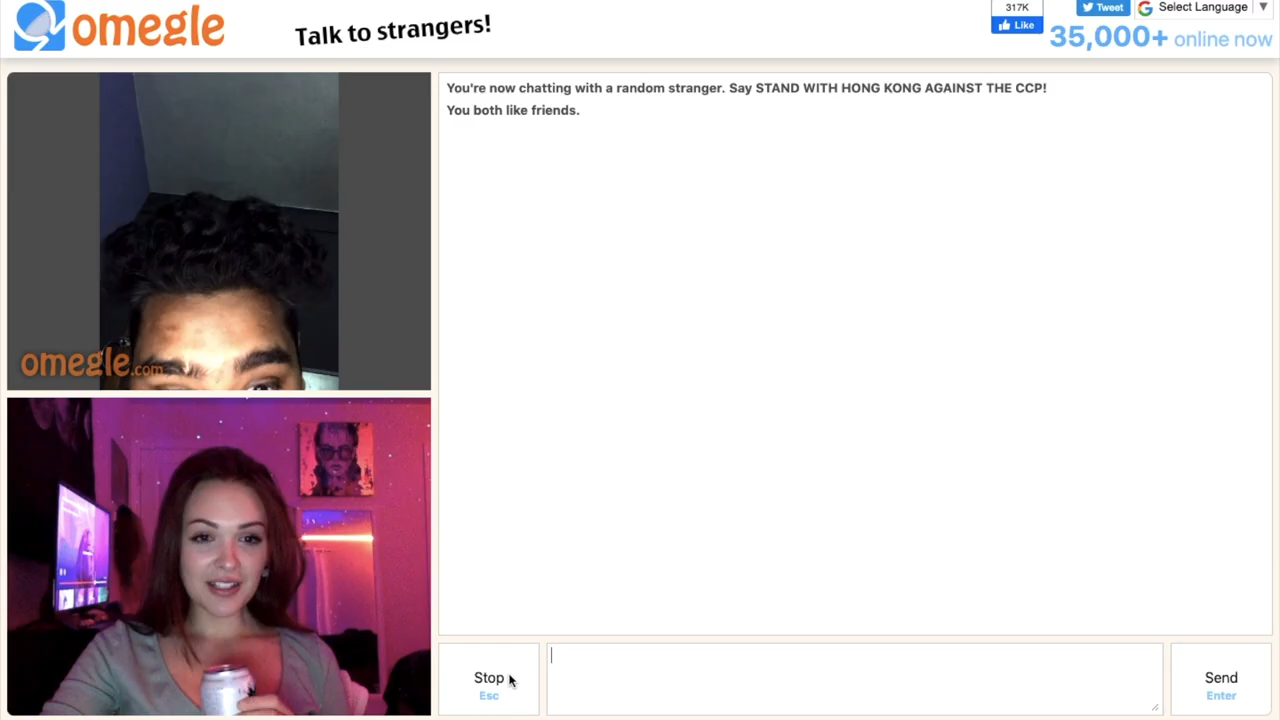 omegle
Talk to strangers!
317K
Like
Tweet
Select Language
35,000+ online now
You're now chatting with a random stranger. Say STAND WITH HONG KONG AGAINST THE CCP!
You both like friends.
omegle.com
Stop
Esc
Send
Enter